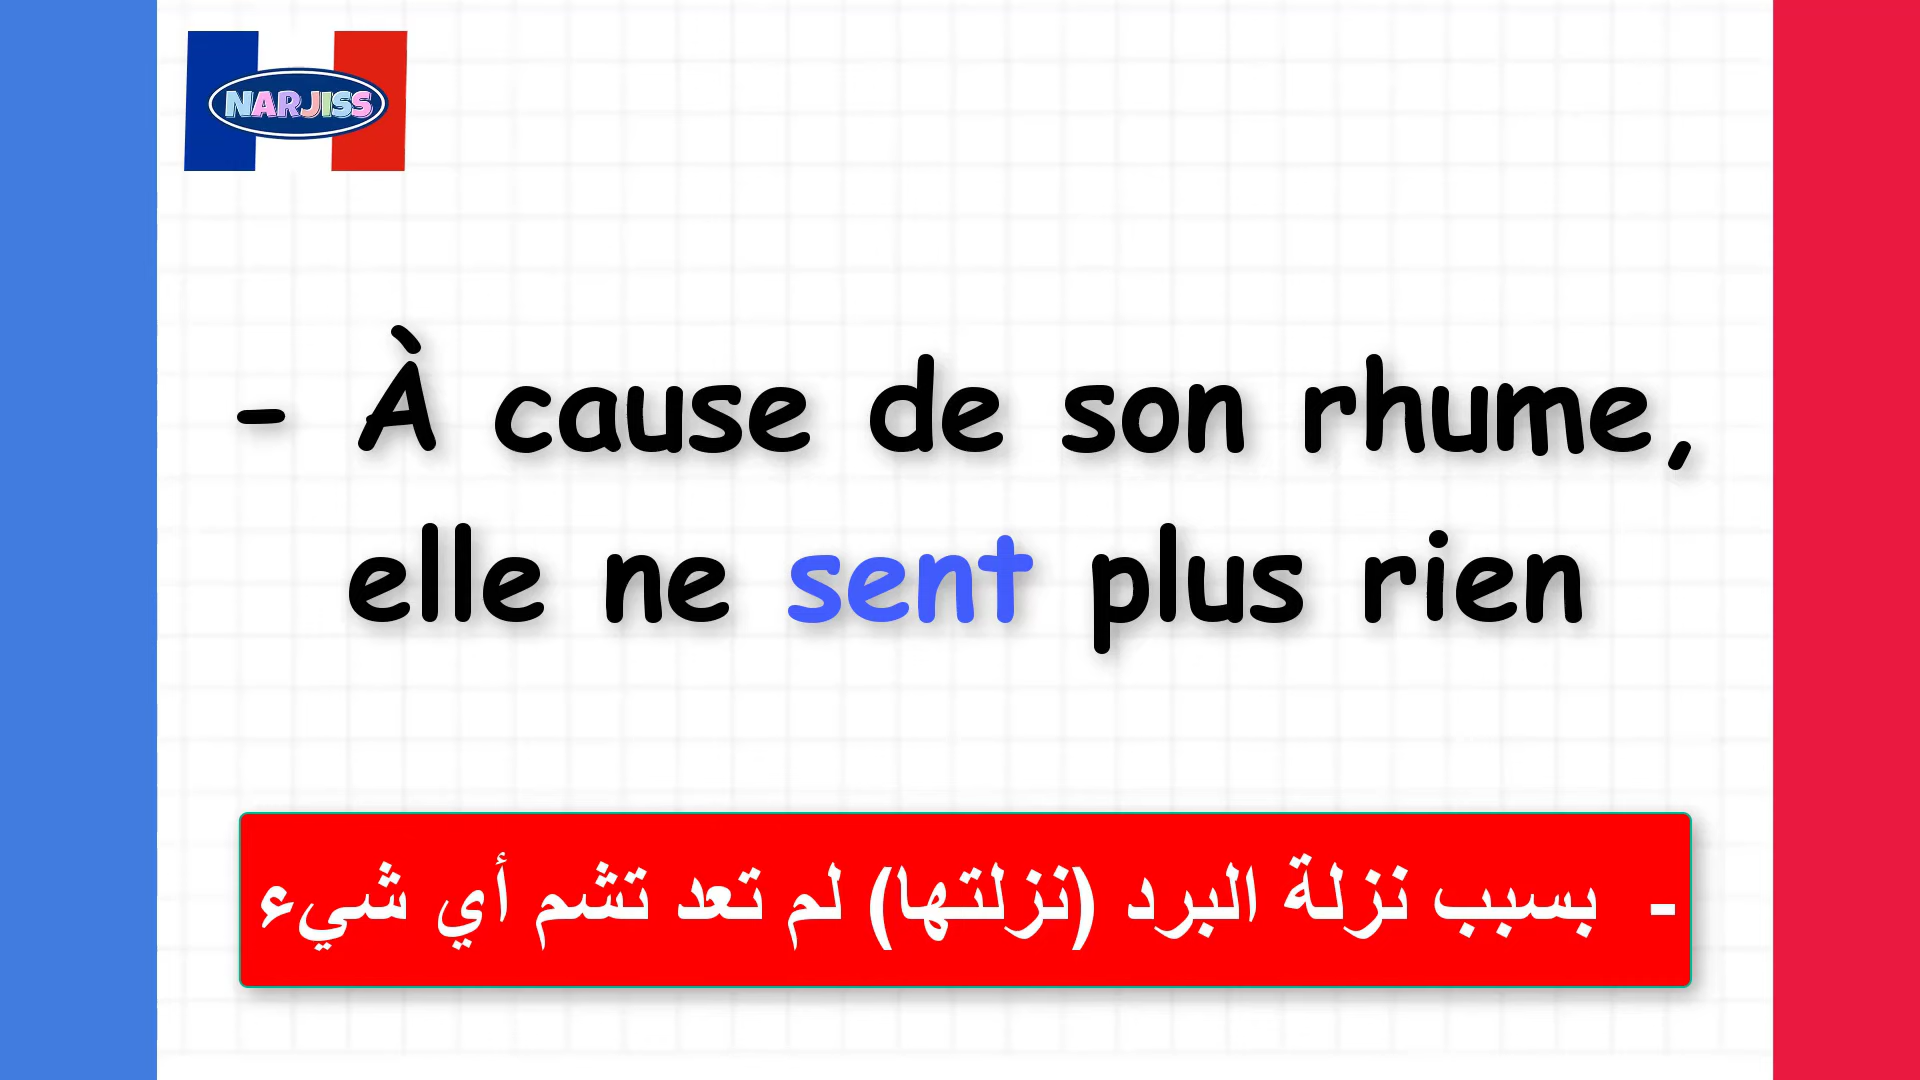 NARJISS
- À cause de son rhume,
elle ne sent plus rien
- بسبب نزلة البرد (نزلتها) لم تعد تشم أي شيء